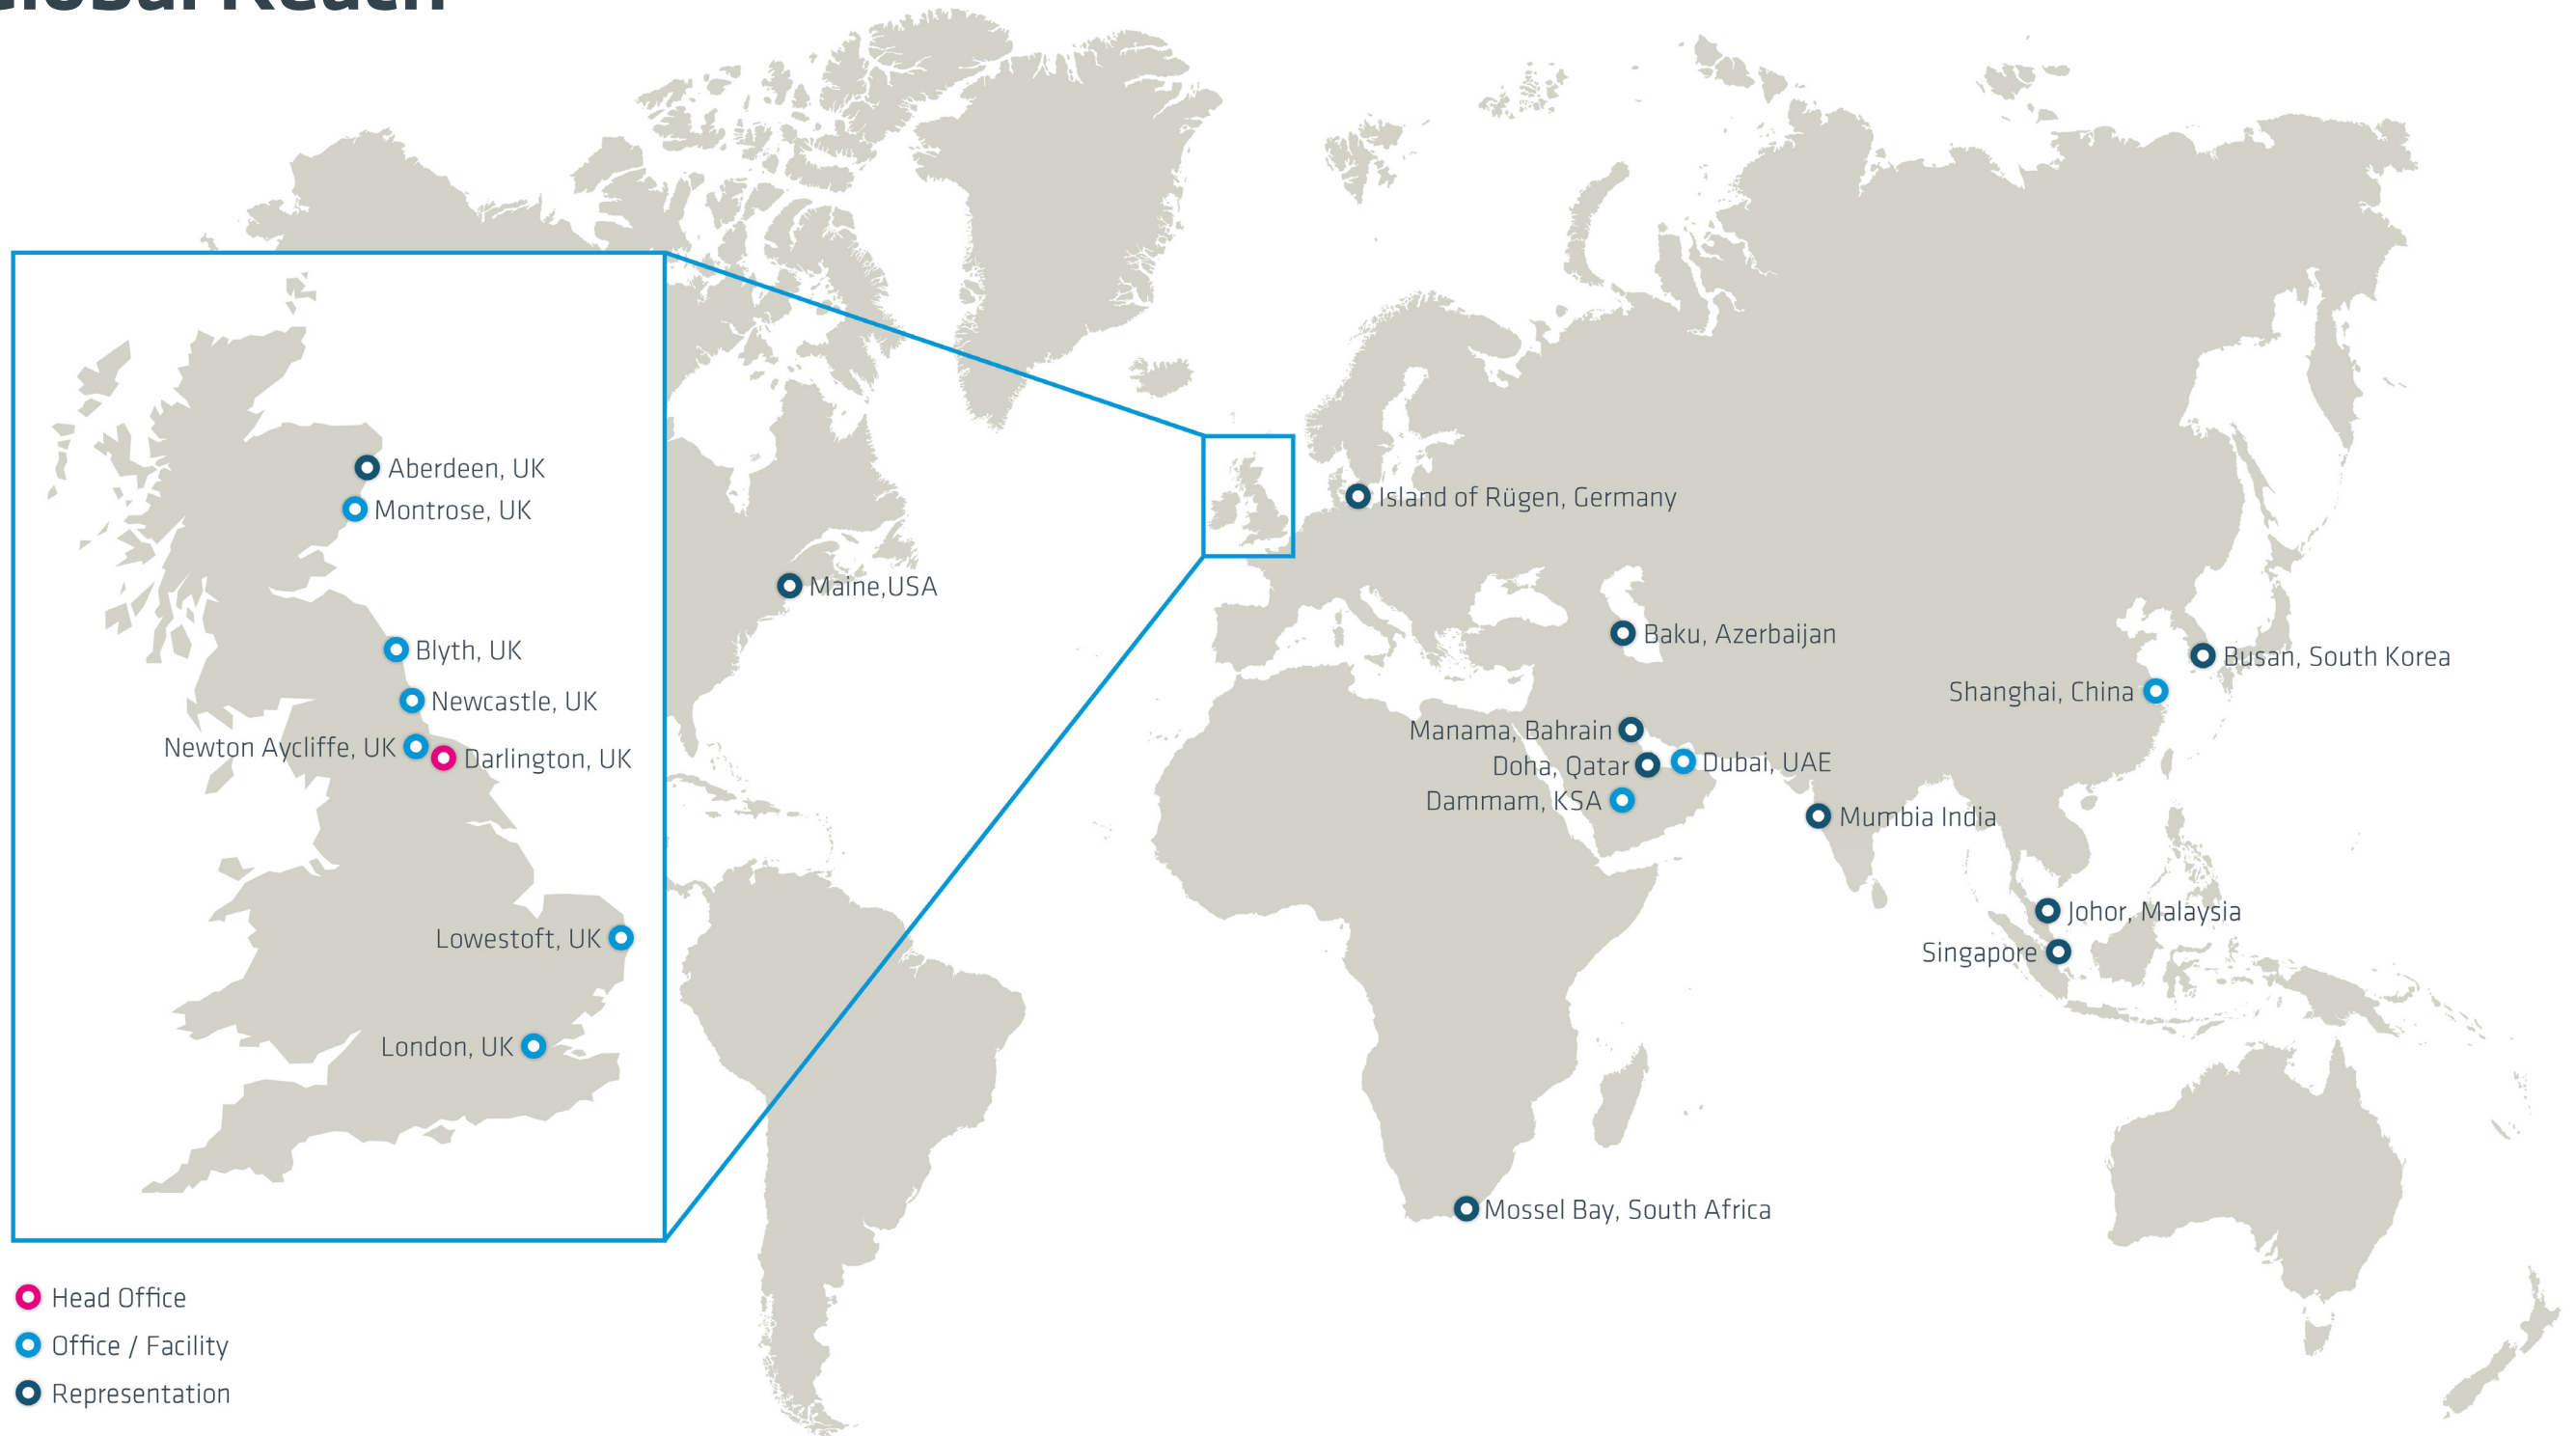 Global Reach
Aberdeen, UK
Montrose, UK
Blyth, UK
Newcastle, UK
Newton Aycliffe, UK
Darlington, UK
Lowestoft, UK
London, UK
Maine,USA
Island of Rügen, Germany
Baku, Azerbaijan
Busan, South Korea
Shanghai, China
Manama, Bahrain
Doha, Qatar
Dubai, UAE
Dammam, KSA
Mumbia India
Johor, Malaysia
Singapore
Mossel Bay, South Africa
Head Office
Office / Facility
Representation